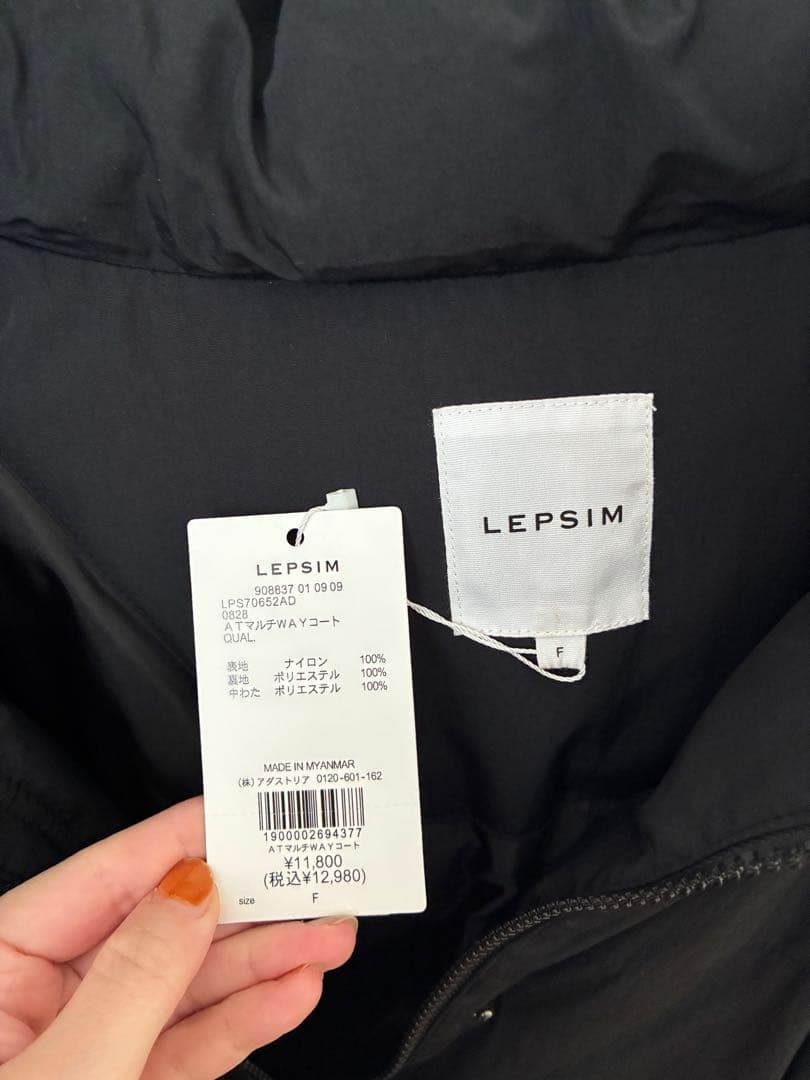 LEPSIM
908837 01 09 09
LPS70652AD
0828
ATマルチWAYコート
QUAL.
表地 ナイロン 100%
裏地 ポリエステル 100%
中わた ポリエステル 100%
MADE IN MYANMAR
(株)アダストリア 0120-601-162
1900002694377
ATマルチWAYコート
¥11,800
(税込¥12,980)
size F
LEPSIM
F